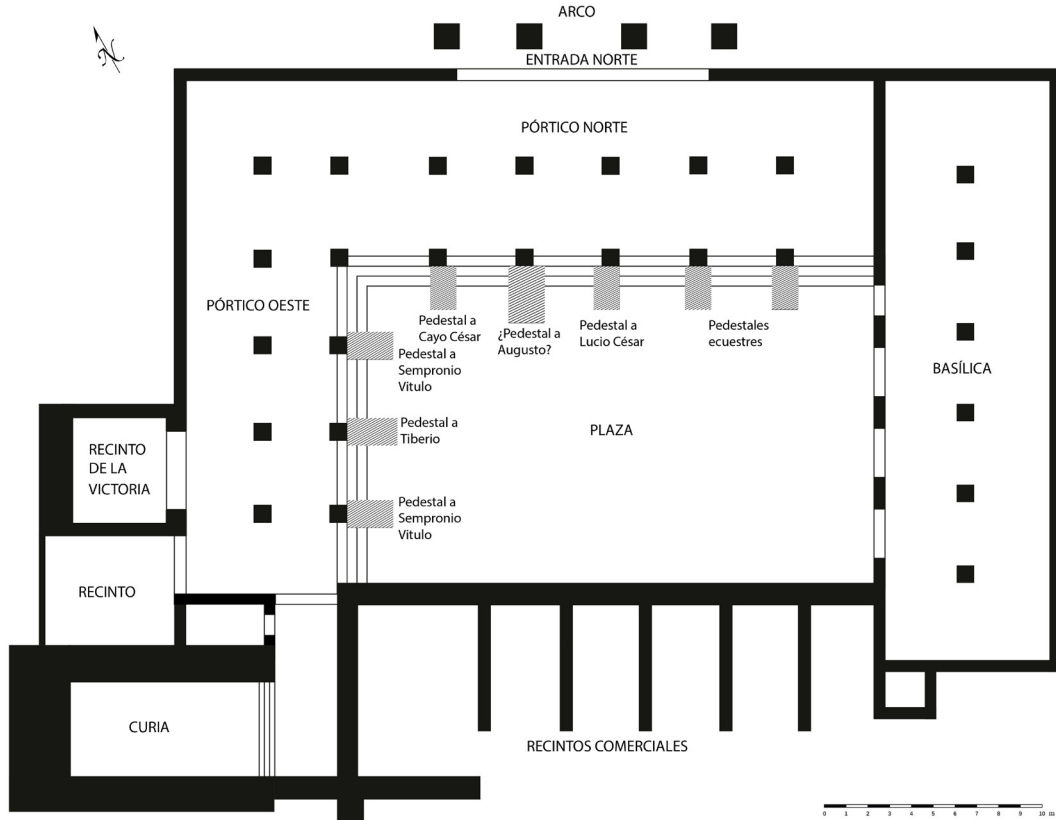 ARCO
N
ENTRADA NORTE
PÓRTICO NORTE
PÓRTICO OESTE
Pedestal a
Cayo César
¿Pedestal a
Augusto?
Pedestal a
Lucio César
Pedestales
ecuestres
Pedestal a
Sempronio
Vitulo
BASÍLICA
Pedestal a
Tiberio
PLAZA
RECINTO
DE LA
VICTORIA
Pedestal a
Sempronio
Vitulo
RECINTO
CURIA
RECINTOS COMERCIALES
0 1 2 3 4 5 6 7 8 9 10 m